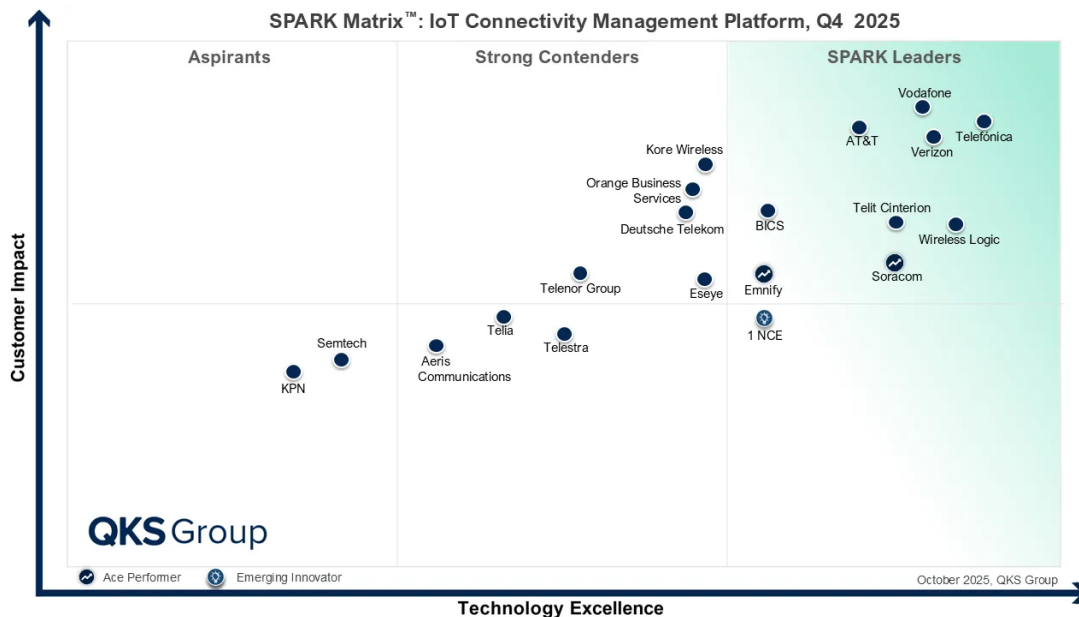 SPARK Matrix™: IoT Connectivity Management Platform, Q4 2025
Aspirants
Strong Contenders
SPARK Leaders
Vodafone
AT&T
Verizon
Telefónica
Kore Wireless
Orange Business
Services
Deutsche Telekom
BICS
Telit Cinterion
Wireless Logic
Soracom
Telenor Group
Eseye
Emnify
1 NCE
Telia
Telestra
Semtech
KPN
Aeris
Communications
Customer Impact
QKS Group
Ace Performer
Emerging Innovator
October 2025, QKS Group
Technology Excellence